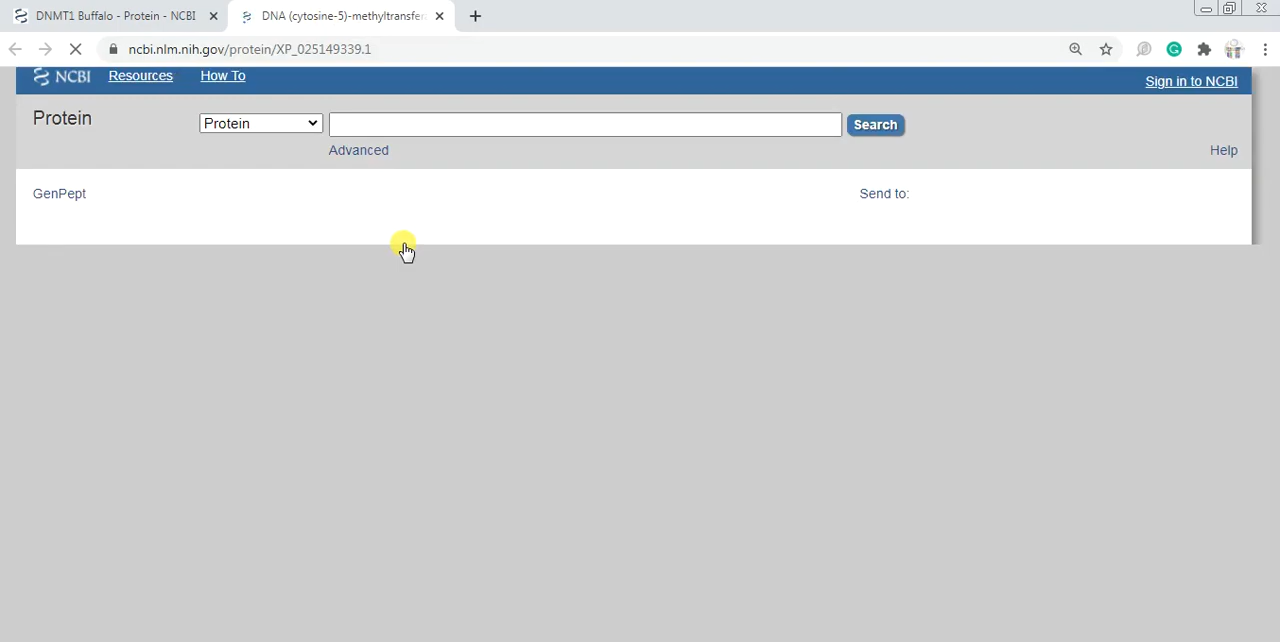 DNMT1 Buffalo - Protein - NCBI
DNA (cytosine-5)-methyltransfer
ncbi.nlm.nih.gov/protein/XP_025149339.1
NCBI Resources How To Sign in to NCBI
Protein Protein Search
Advanced Help
GenPept Send to: